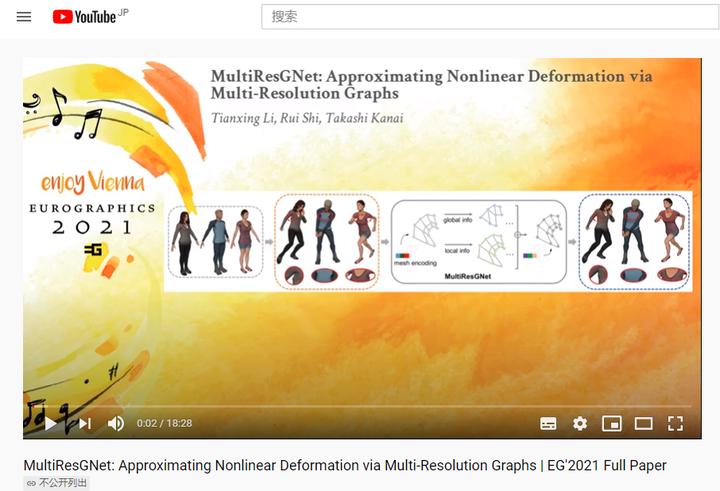 YouTube JP
搜索
MultiResGNet: Approximating Nonlinear Deformation via
Multi-Resolution Graphs
Tianxing Li, Rui Shi, Takashi Kanai
enjoy Vienna
EUROGRAPHICS
2021
EG
global info
local info
mesh encoding
MultiResGNet
0:02 / 18:28
MultiResGNet: Approximating Nonlinear Deformation via Multi-Resolution Graphs | EG'2021 Full Paper
不公开列出